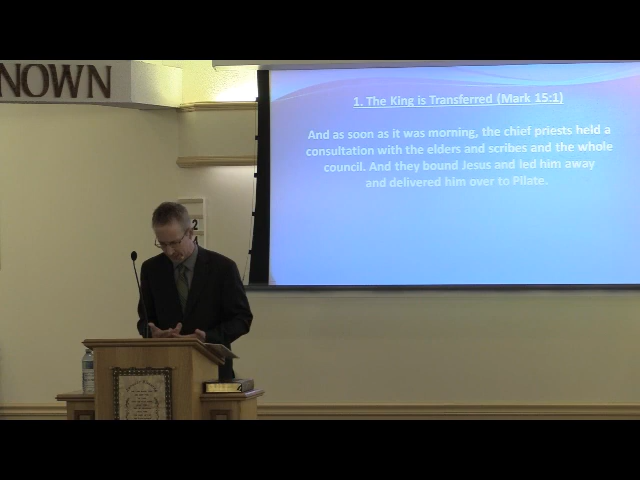 NOWN
1. The King is Transferred (Mark 15:1)
And as soon as it was morning, the chief priests held a
consultation with the elders and scribes and the whole
council. And they bound Jesus and led him away
and delivered him over to Pilate.
2